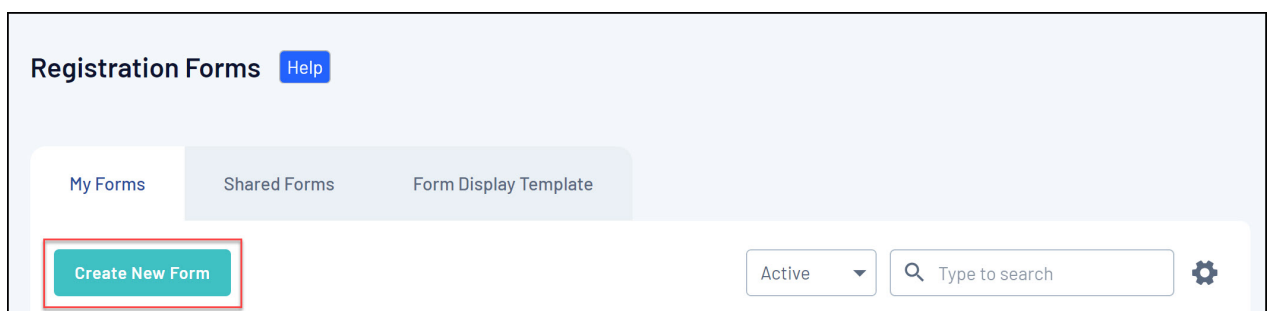 Registration Forms Help
My Forms Shared Forms Form Display Template
Create New Form Active Type to search